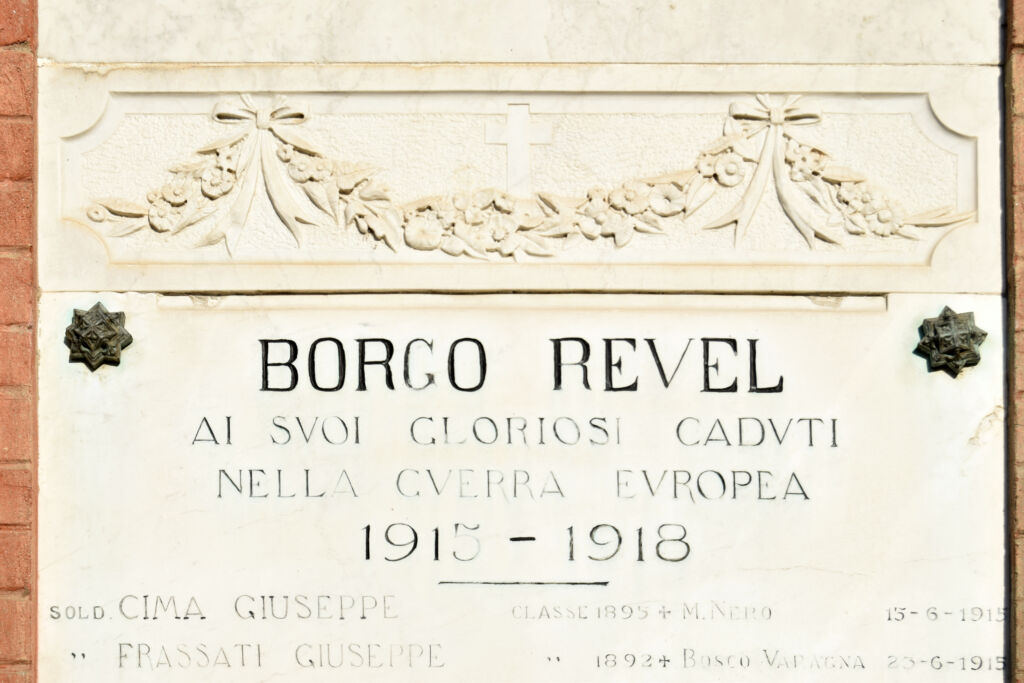 BORGO REVEL
AI SVOI GLORIOSI CADVTI
NELLA GVERRA EVROPEA
1915 - 1918
SOLD. CIMA GIUSEPPE CLASSE 1895 + M. NERO 15-6-1915
" FRASSATI GIUSEPPE " 1892 + BOSCO VARAGNA 23-6-1915